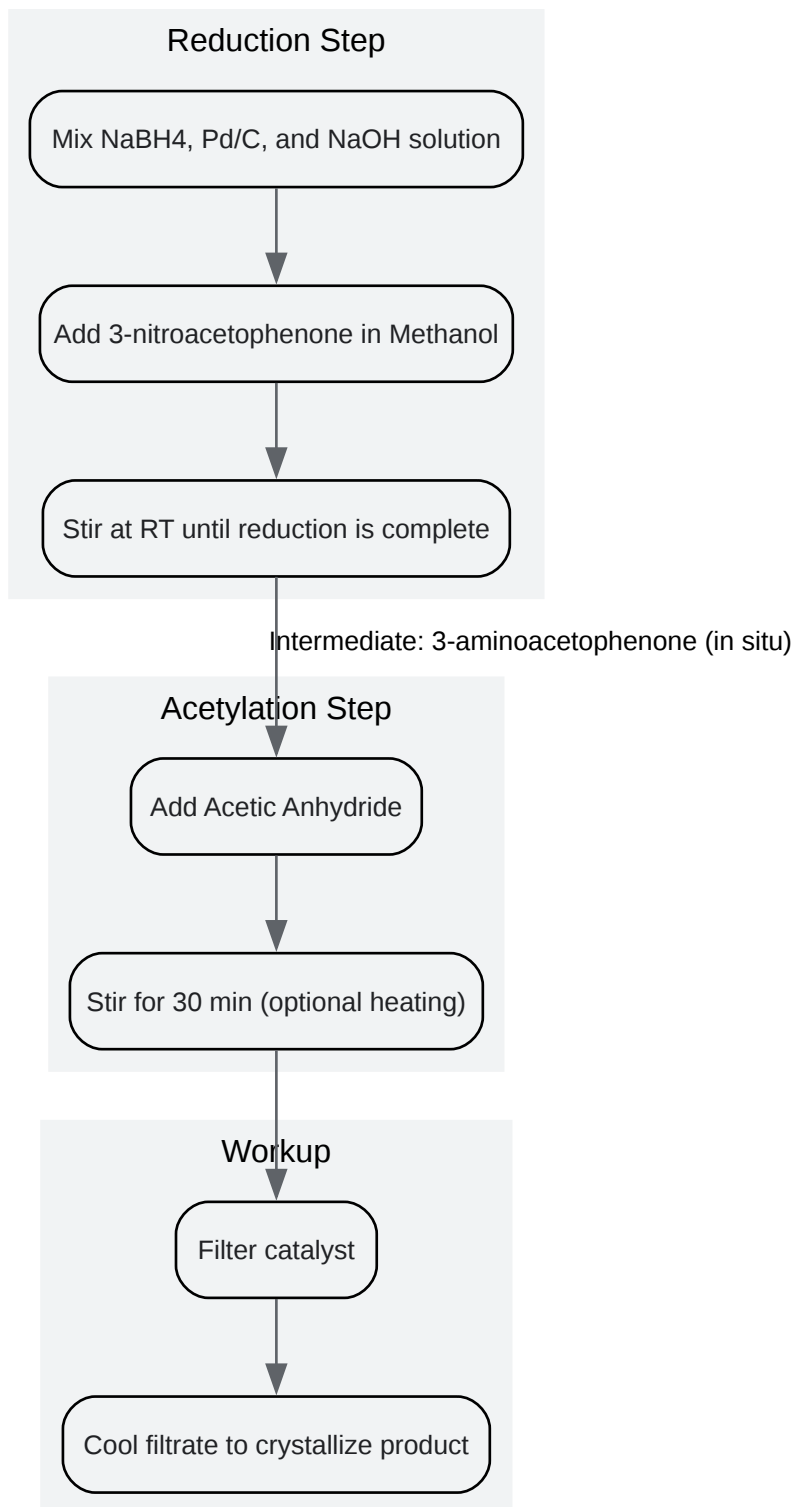 Reduction Step
Mix NaBH4, Pd/C, and NaOH solution
Add 3-nitroacetophenone in Methanol
Stir at RT until reduction is complete
Intermediate: 3-aminoacetophenone (in situ)
Acetylation Step
Add Acetic Anhydride
Stir for 30 min (optional heating)
Workup
Filter catalyst
Cool filtrate to crystallize product